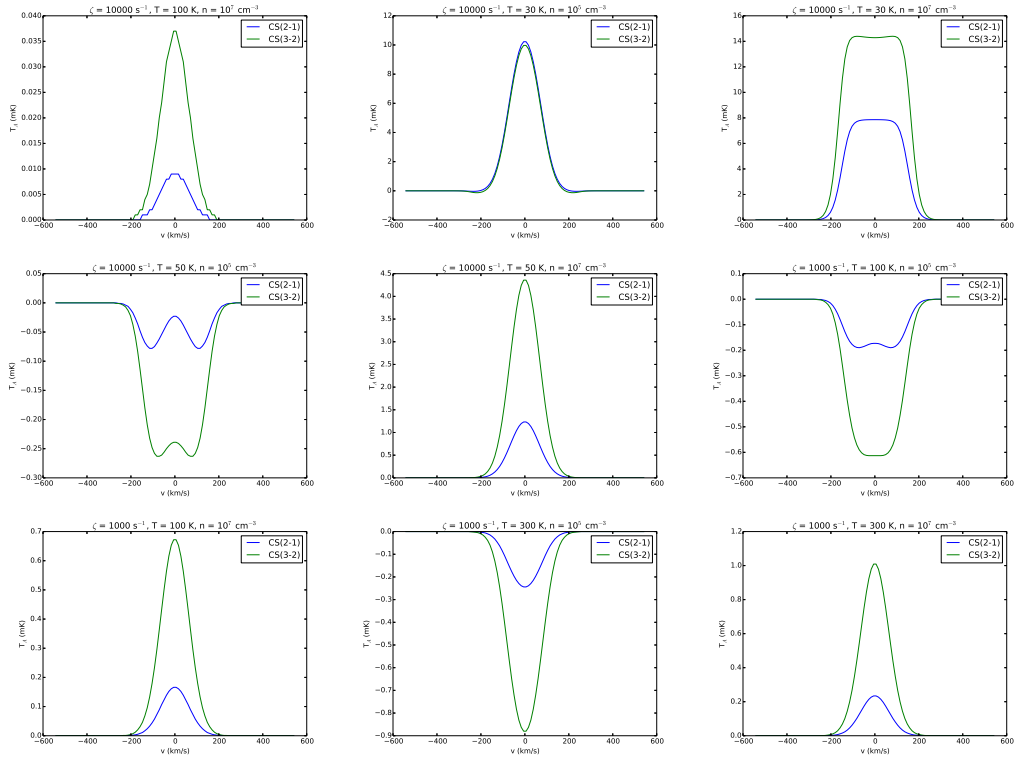 ζ = 10000 s⁻¹, T = 100 K, n = 10⁷ cm⁻³
CS(2-1)
CS(3-2)
T_A (mK)
0.040
0.035
0.030
0.025
0.020
0.015
0.010
0.005
0.000
−600 −400 −200 0 200 400 600
v (km/s)
ζ = 10000 s⁻¹, T = 30 K, n = 10⁵ cm⁻³
CS(2-1)
CS(3-2)
T_A (mK)
12
10
8
6
4
2
0
−2
−600 −400 −200 0 200 400 600
v (km/s)
ζ = 10000 s⁻¹, T = 30 K, n = 10⁷ cm⁻³
CS(2-1)
CS(3-2)
T_A (mK)
16
14
12
10
8
6
4
2
0
−600 −400 −200 0 200 400 600
v (km/s)
ζ = 10000 s⁻¹, T = 50 K, n = 10⁵ cm⁻³
CS(2-1)
CS(3-2)
T_A (mK)
0.05
0.00
−0.05
−0.10
−0.15
−0.20
−0.25
−0.30
−600 −400 −200 0 200 400 600
v (km/s)
ζ = 10000 s⁻¹, T = 50 K, n = 10⁷ cm⁻³
CS(2-1)
CS(3-2)
T_A (mK)
4.5
4.0
3.5
3.0
2.5
2.0
1.5
1.0
0.5
0.0
−600 −400 −200 0 200 400 600
v (km/s)
ζ = 1000 s⁻¹, T = 100 K, n = 10⁵ cm⁻³
CS(2-1)
CS(3-2)
T_A (mK)
0.1
0.0
−0.1
−0.2
−0.3
−0.4
−0.5
−0.6
−0.7
−600 −400 −200 0 200 400 600
v (km/s)
ζ = 1000 s⁻¹, T = 100 K, n = 10⁷ cm⁻³
CS(2-1)
CS(3-2)
T_A (mK)
0.7
0.6
0.5
0.4
0.3
0.2
0.1
0.0
−600 −400 −200 0 200 400 600
v (km/s)
ζ = 1000 s⁻¹, T = 300 K, n = 10⁵ cm⁻³
CS(2-1)
CS(3-2)
T_A (mK)
0.0
−0.1
−0.2
−0.3
−0.4
−0.5
−0.6
−0.7
−0.8
−0.9
−600 −400 −200 0 200 400 600
v (km/s)
ζ = 1000 s⁻¹, T = 300 K, n = 10⁷ cm⁻³
CS(2-1)
CS(3-2)
T_A (mK)
1.2
1.0
0.8
0.6
0.4
0.2
0.0
−600 −400 −200 0 200 400 600
v (km/s)